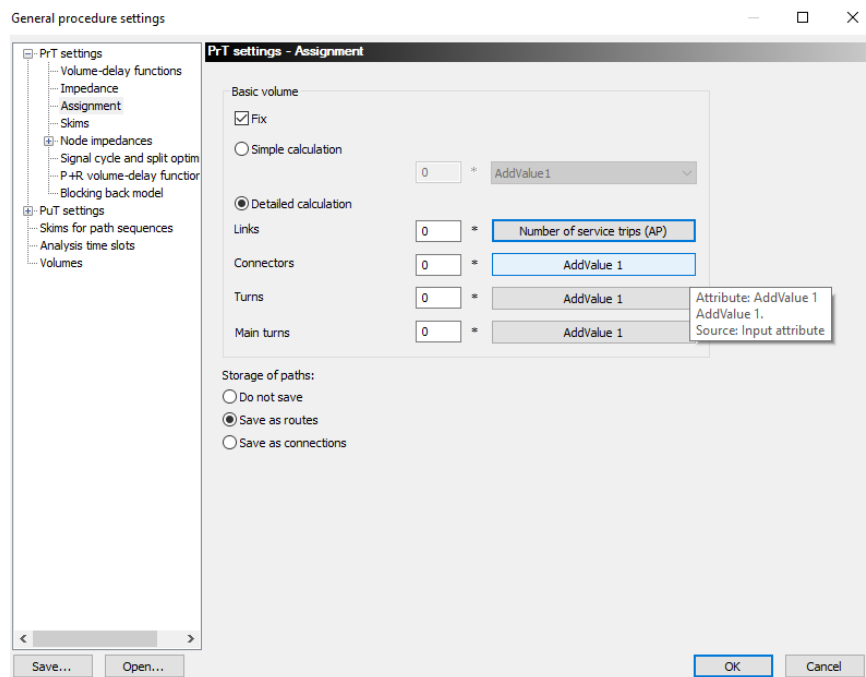 General procedure settings
PrT settings
Volume-delay functions
Impedance
Assignment
Skims
Node impedances
Signal cycle and split optim
P+R volume-delay function
Blocking back model
PuT settings
Skims for path sequences
Analysis time slots
Volumes
PrT settings - Assignment
Basic volume
Fix
Simple calculation
0 * AddValue1
Detailed calculation
Links 0 * Number of service trips (AP)
Connectors 0 * AddValue 1
Turns 0 * AddValue 1
Main turns 0 * AddValue 1
Attribute: AddValue 1
AddValue 1.
Source: Input attribute
Storage of paths:
Do not save
Save as routes
Save as connections
Save... Open... OK Cancel